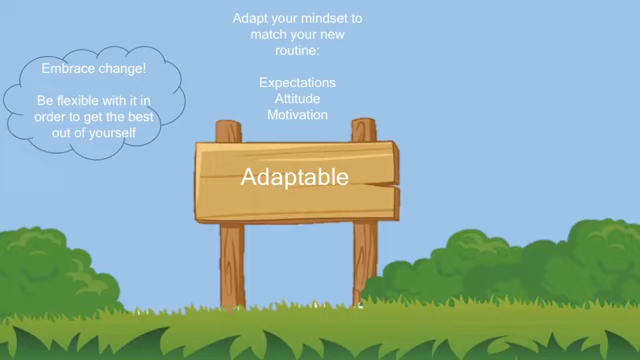 Adapt your mindset to
match your new
routine:
Expectations
Attitude
Motivation
Embrace change!
Be flexible with it in
order to get the best
out of yourself
Adaptable